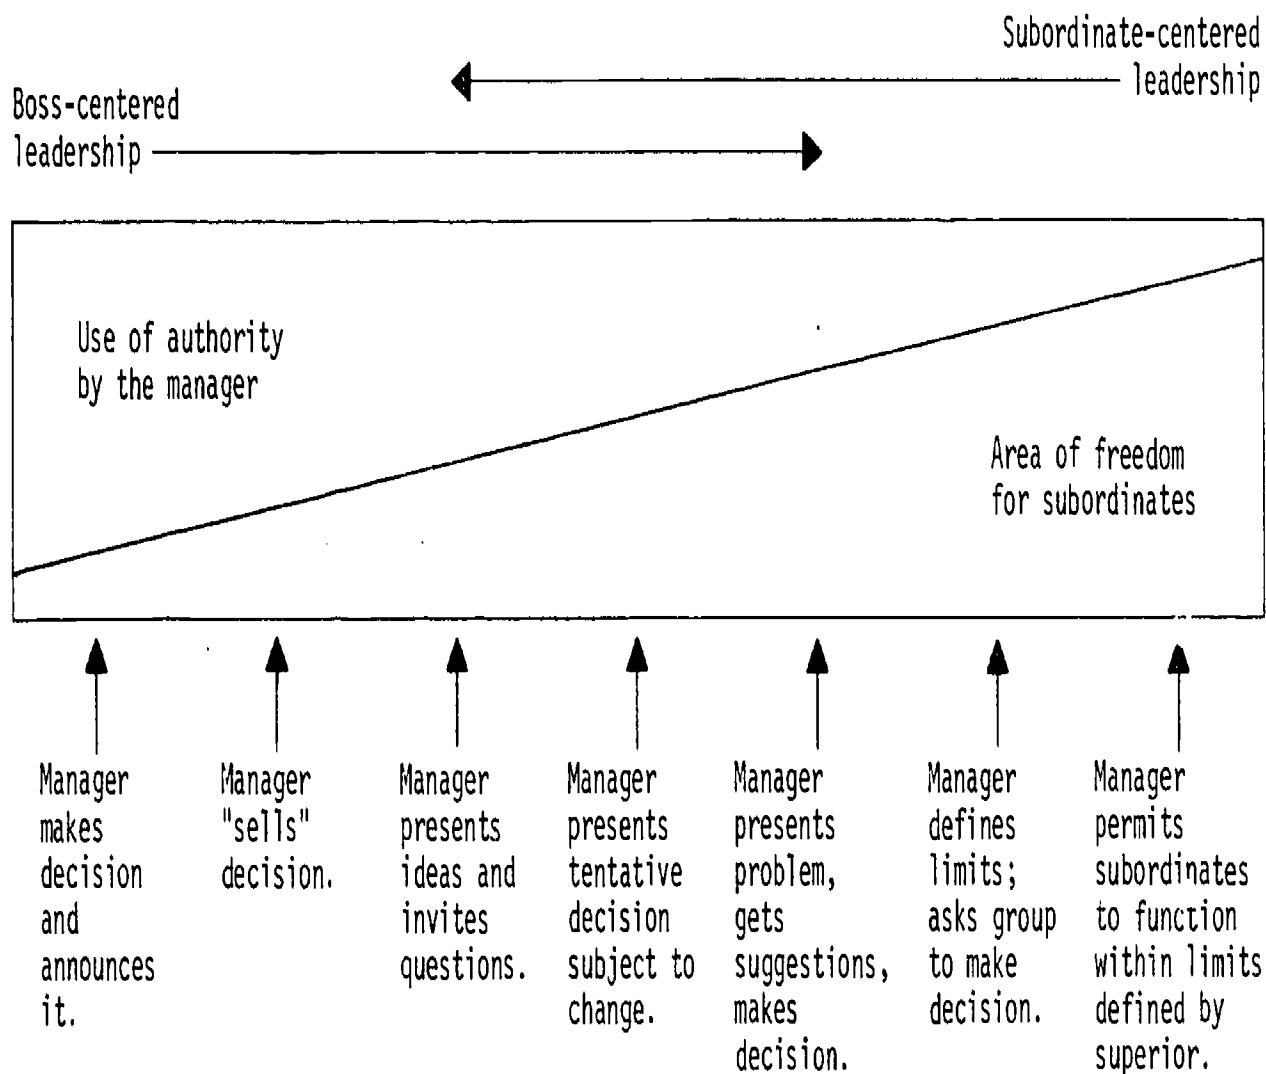 Subordinate-centered
leadership
Boss-centered
leadership
Use of authority
by the manager
Area of freedom
for subordinates
Manager
makes
decision
and
announces
it.
Manager
"sells"
decision.
Manager
presents
ideas and
invites
questions.
Manager
presents
tentative
decision
subject to
change.
Manager
presents
problem,
gets
suggestions,
makes
decision.
Manager
defines
limits;
asks group
to make
decision.
Manager
permits
subordinates
to function
within limits
defined by
superior.